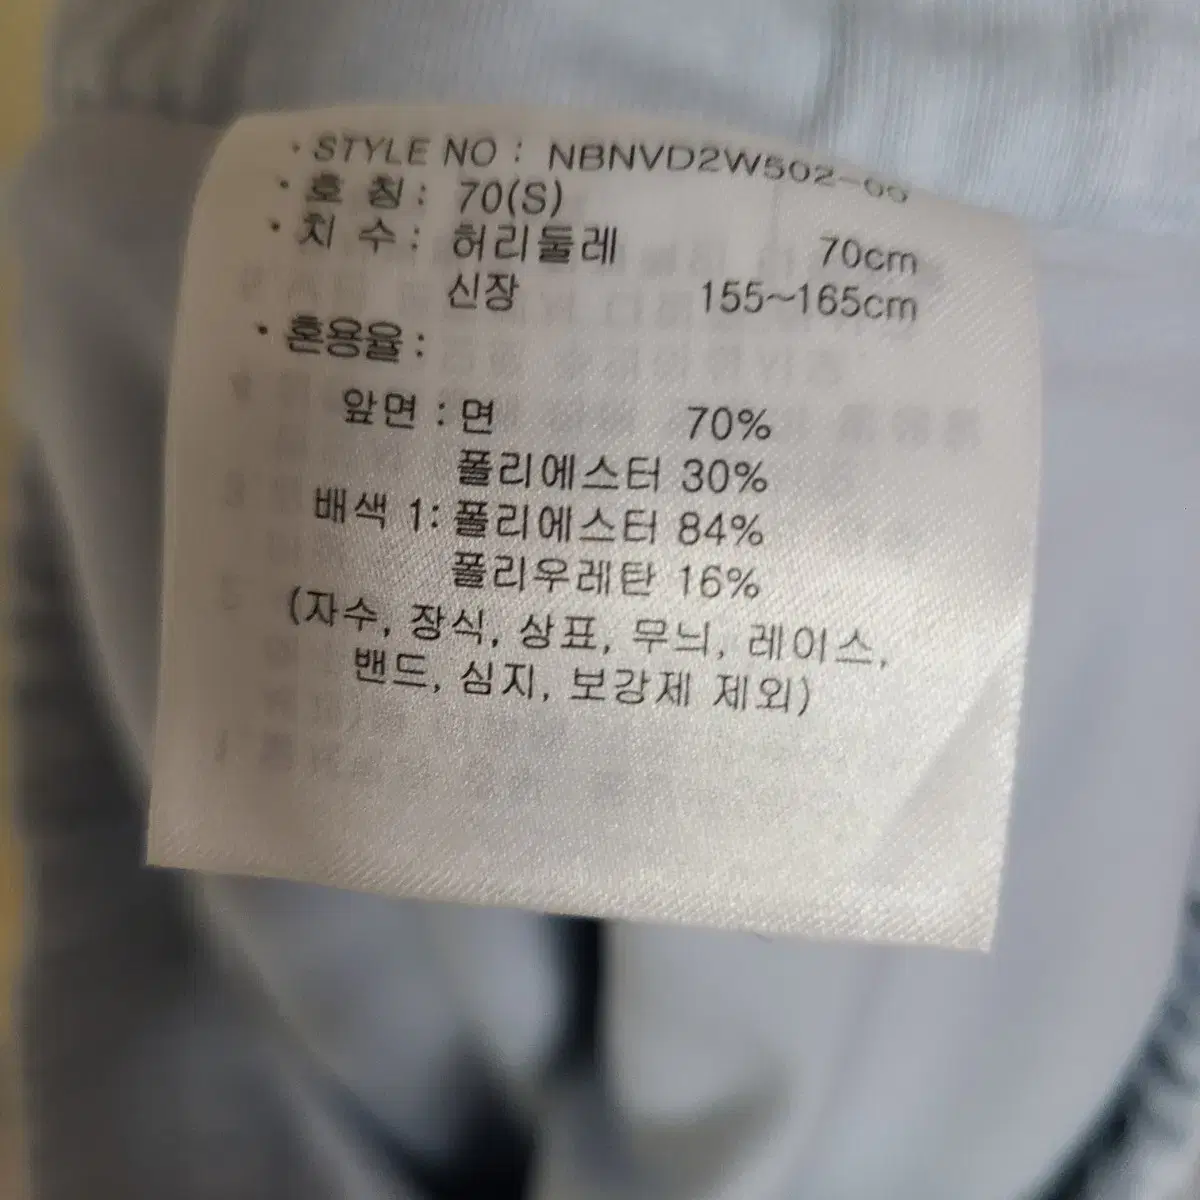 · STYLE NO : NBNVD2W502-00
· 호 칭 : 70(S)
· 치 수 : 허리둘레 70cm
신장 155~165cm
· 혼용율 :
앞면 : 면 70%
폴리에스터 30%
배색 1: 폴리에스터 84%
폴리우레탄 16%
(자수, 장식, 상표, 무늬, 레이스,
밴드, 심지, 보강제 제외)